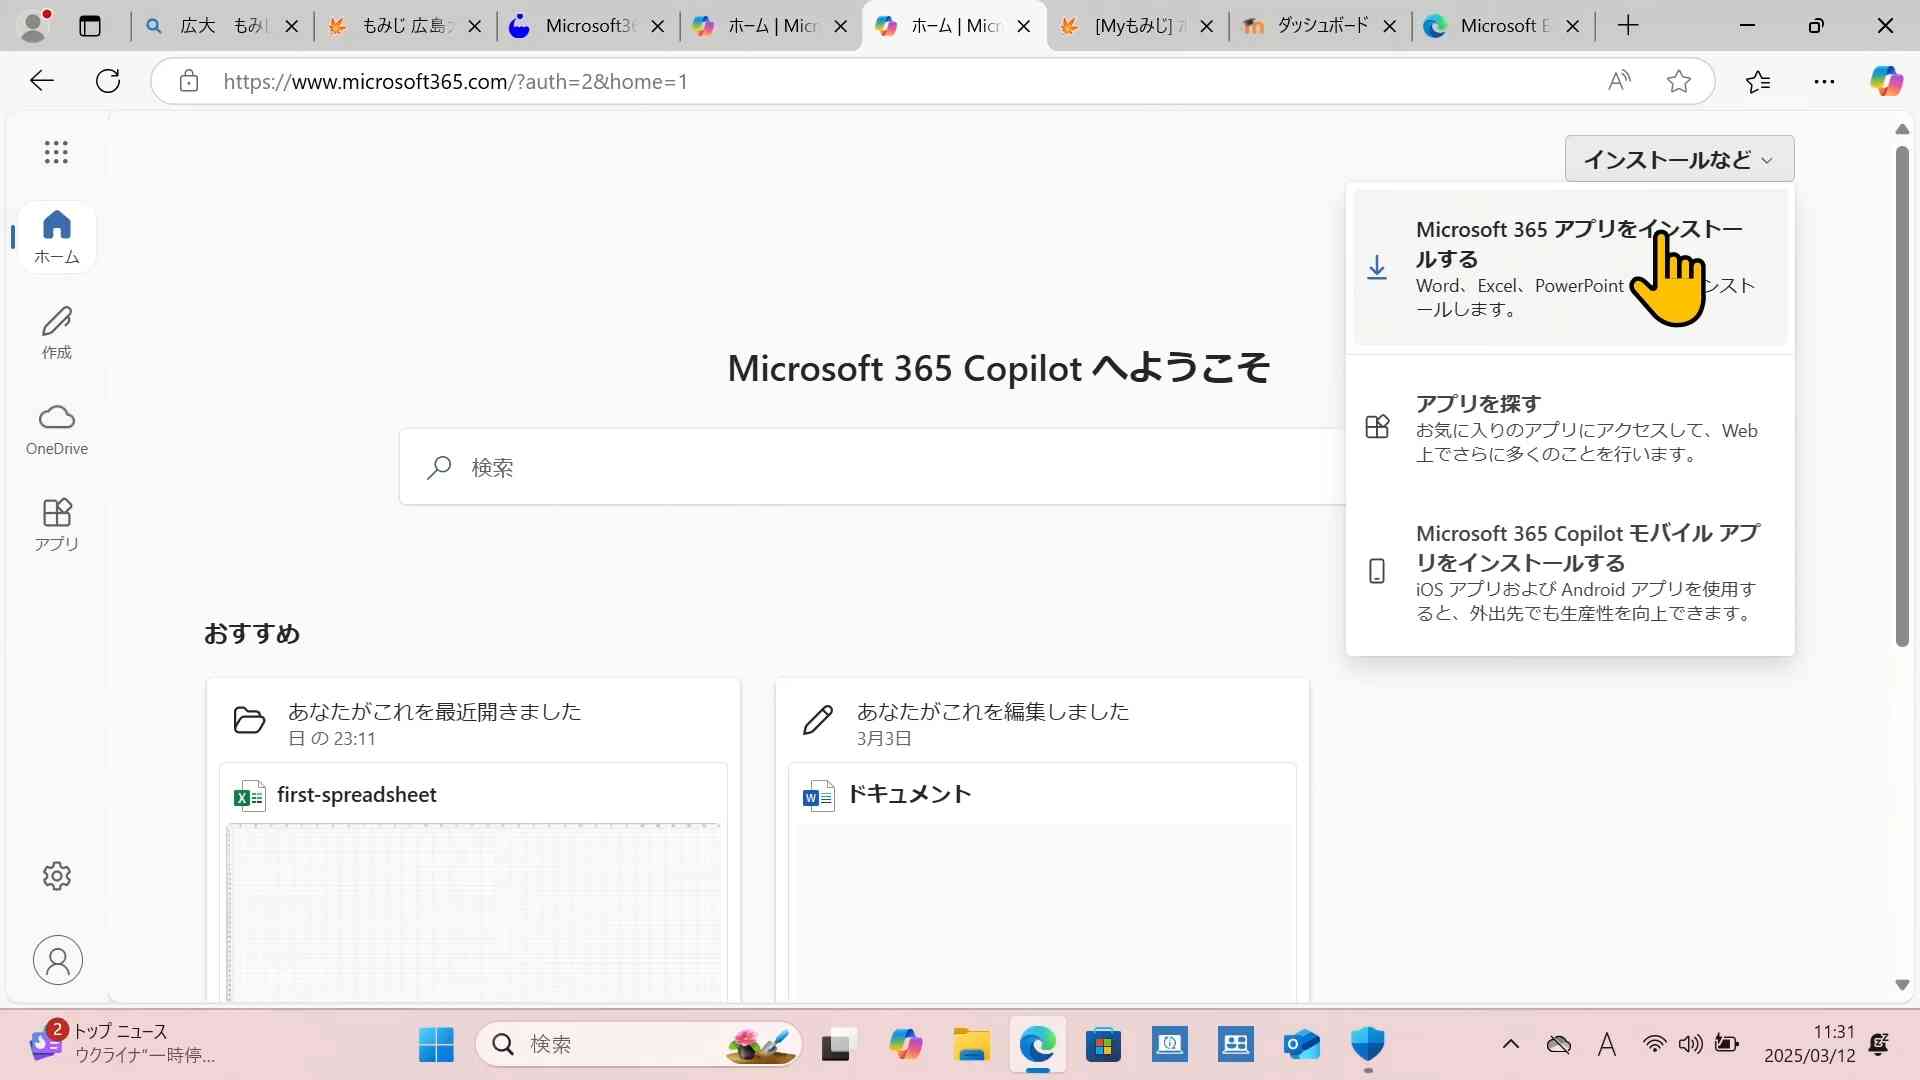 広大 もみじ
もみじ 広島
Microsoft36
ホーム | Micr
ホーム | Micr
[Myもみじ]
ダッシュボード
Microsoft E
https://www.microsoft365.com/?auth=2&home=1
インストールなど
Microsoft 365 アプリをインストー
ルする
Word、Excel、PowerPoint
ンスト
ールします。
アプリを探す
お気に入りのアプリにアクセスして、Web
上でさらに多くのことを行います。
Microsoft 365 Copilot モバイル アプ
リをインストールする
iOS アプリおよび Android アプリを使用す
ると、外出先でも生産性を向上できます。
ホーム
作成
OneDrive
アプリ
Microsoft 365 Copilot へようこそ
検索
おすすめ
あなたがこれを最近開きました
日 の 23:11
first-spreadsheet
あなたがこれを編集しました
3月3日
ドキュメント
2
トップ ニュース
ウクライナ“一時停...
検索
A
11:31
2025/03/12